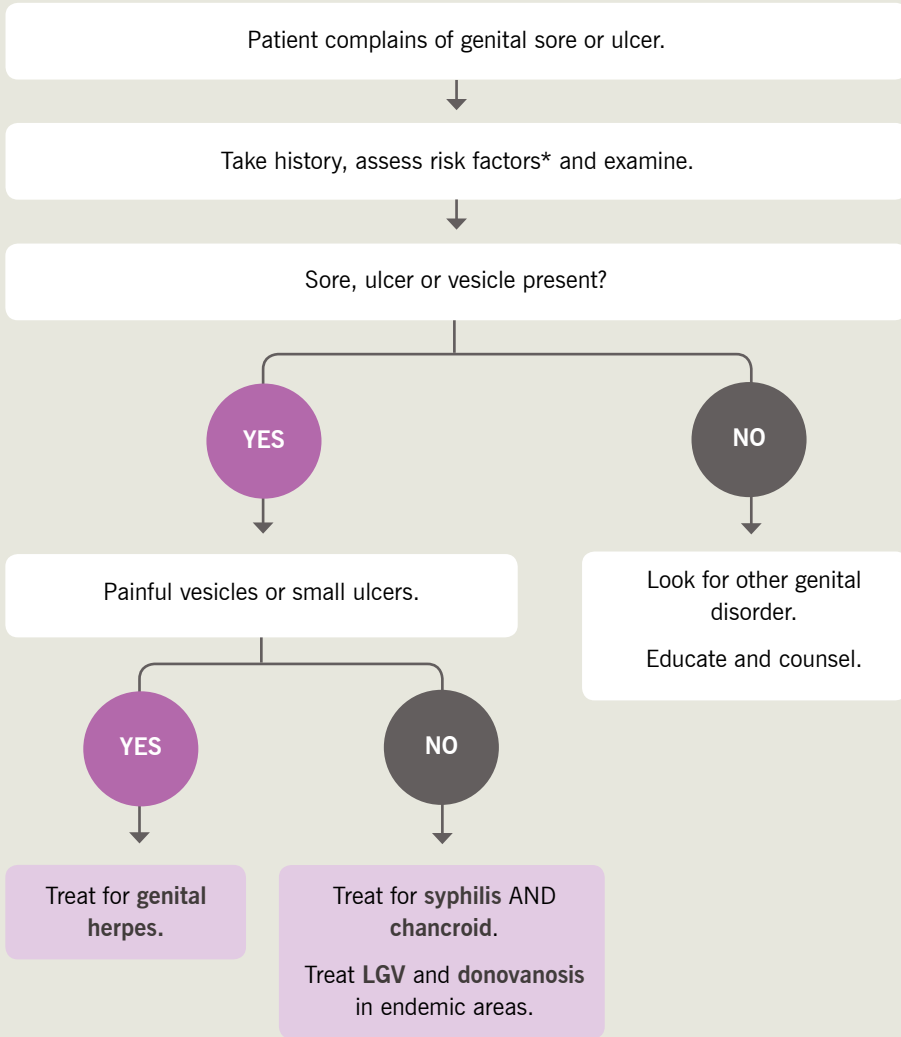 Patient complains of genital sore or ulcer.
Take history, assess risk factors* and examine.
Sore, ulcer or vesicle present?
YES
NO
Painful vesicles or small ulcers.
Look for other genital
disorder.
Educate and counsel.
YES
NO
Treat for genital
herpes.
Treat for syphilis AND
chancroid.
Treat LGV and donovanosis
in endemic areas.